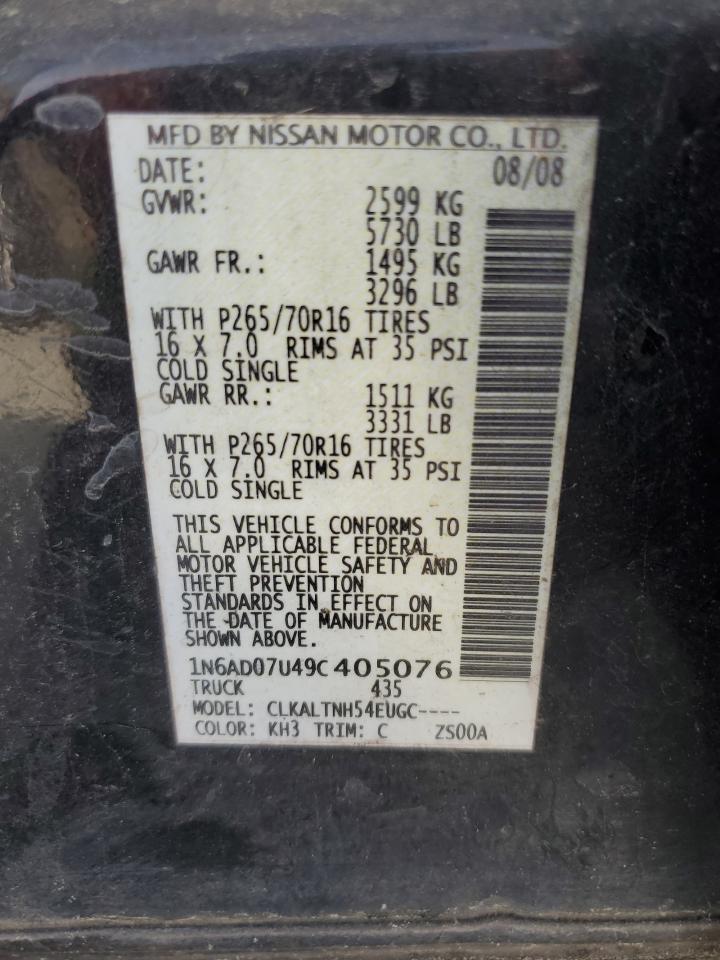 MFD BY NISSAN MOTOR CO., LTD.
DATE: 08/08
GVWR: 2599 KG
5730 LB
GAWR FR.: 1495 KG
3296 LB
WITH P265/70R16 TIRES
16 X 7.0 RIMS AT 35 PSI
COLD SINGLE
GAWR RR.: 1511 KG
3331 LB
WITH P265/70R16 TIRES
16 X 7.0 RIMS AT 35 PSI
COLD SINGLE
THIS VEHICLE CONFORMS TO
ALL APPLICABLE FEDERAL
MOTOR VEHICLE SAFETY AND
THEFT PREVENTION
STANDARDS IN EFFECT ON
THE DATE OF MANUFACTURE
SHOWN ABOVE.
1N6AD07U49C405076
TRUCK 435
MODEL: CLKALTNH54EUGC----
COLOR: KH3 TRIM: C ZS00A